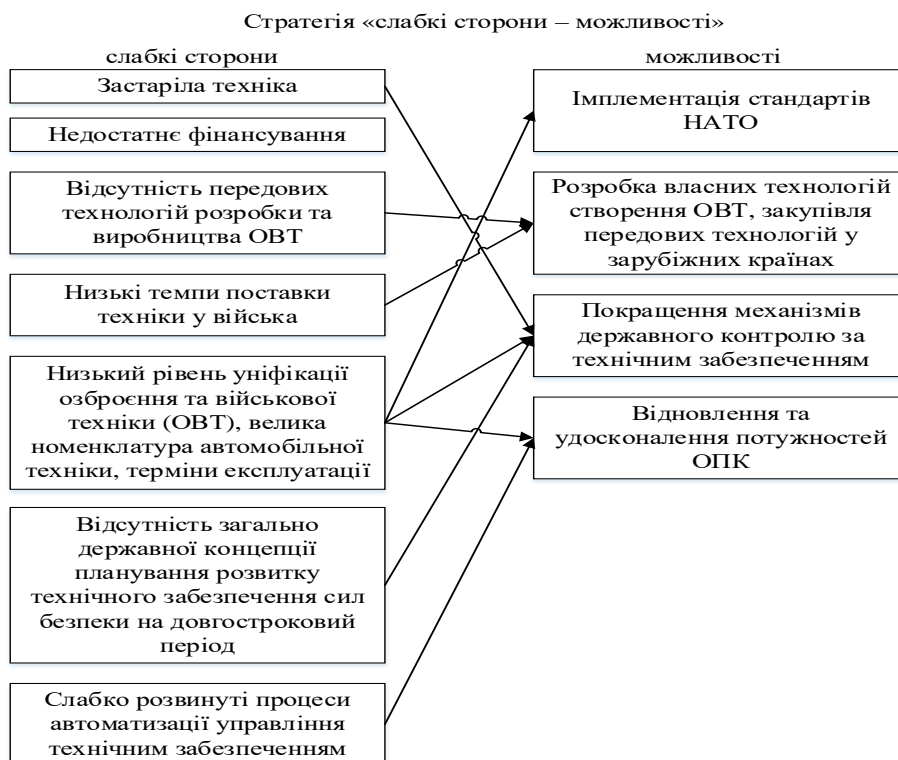 Стратегія «слабкі сторони – можливості»
слабкі сторони
Застаріла техніка
Недостатнє фінансування
Відсутність передових
технологій розробки та
виробництва ОВТ
Низькі темпи поставки
техніки у війська
Низький рівень уніфікації
озброєння та військової
техніки (ОВТ), велика
номенклатура автомобільної
техніки, терміни експлуатації
Відсутність загально
державної концепції
планування розвитку
технічного забезпечення сил
безпеки на довгостроковий
період
Слабко розвинуті процеси
автоматизації управління
технічним забезпеченням
можливості
Імплементація стандартів
НАТО
Розробка власних технологій
створення ОВТ, закупівля
передових технологій у
зарубіжних країнах
Покращення механізмів
державного контролю за
технічним забезпеченням
Відновлення та
удосконалення потужностей
ОПК